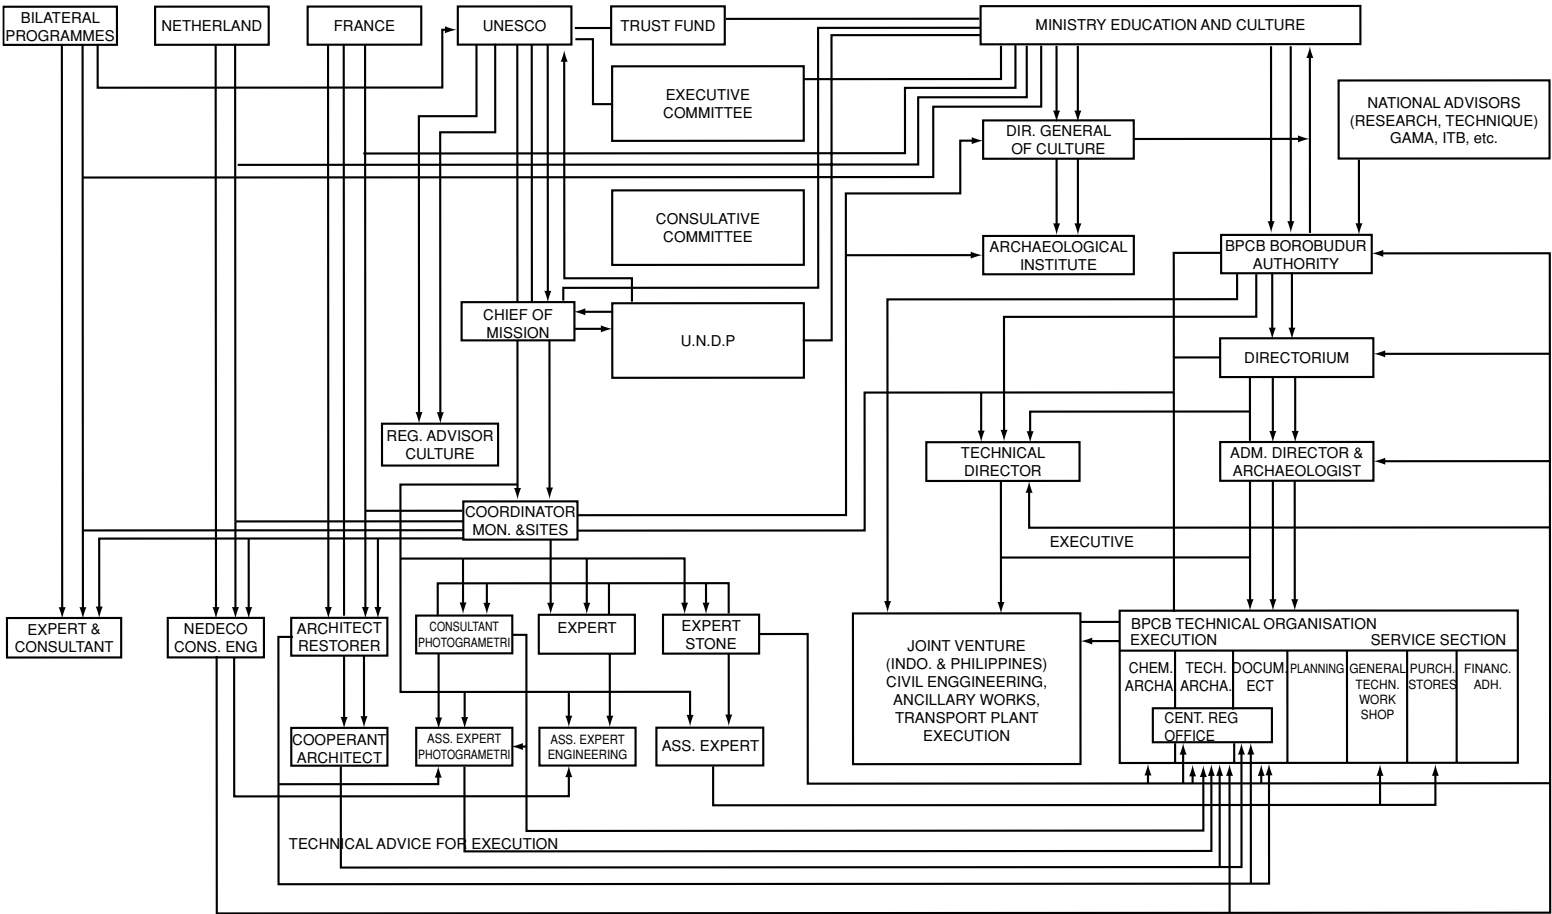 BILATERAL
PROGRAMMES
NETHERLAND
FRANCE
UNESCO
TRUST FUND
MINISTRY EDUCATION AND CULTURE
EXECUTIVE
COMMITTEE
NATIONAL ADVISORS
(RESEARCH, TECHNIQUE)
GAMA, ITB, etc.
DIR. GENERAL
OF CULTURE
CONSULATIVE
COMMITTEE
ARCHAEOLOGICAL
INSTITUTE
BPCB BOROBUDUR
AUTHORITY
CHIEF OF
MISSION
U.N.D.P
DIRECTORIUM
REG. ADVISOR
CULTURE
TECHNICAL
DIRECTOR
ADM. DIRECTOR &
ARCHAEOLOGIST
COORDINATOR
MON. &SITES
EXECUTIVE
EXPERT &
CONSULTANT
NEDECO
CONS. ENG
ARCHITECT
RESTORER
CONSULTANT
PHOTOGRAMETRI
EXPERT
EXPERT
STONE
JOINT VENTURE
(INDO. & PHILIPPINES)
CIVIL ENGGINEERING,
ANCILLARY WORKS,
TRANSPORT PLANT
EXECUTION
BPCB TECHNICAL ORGANISATION
EXECUTION
SERVICE SECTION
CHEM.
ARCHA
TECH.
ARCHA.
DOCUM.
ECT
PLANNING
GENERAL
TECHN.
WORK
SHOP
PURCH.
STORES
FINANC.
ADH.
CENT. REG
OFFICE
COOPERANT
ARCHITECT
ASS. EXPERT
PHOTOGRAMETRI
ASS. EXPERT
ENGINEERING
ASS. EXPERT
TECHNICAL ADVICE FOR EXECUTION